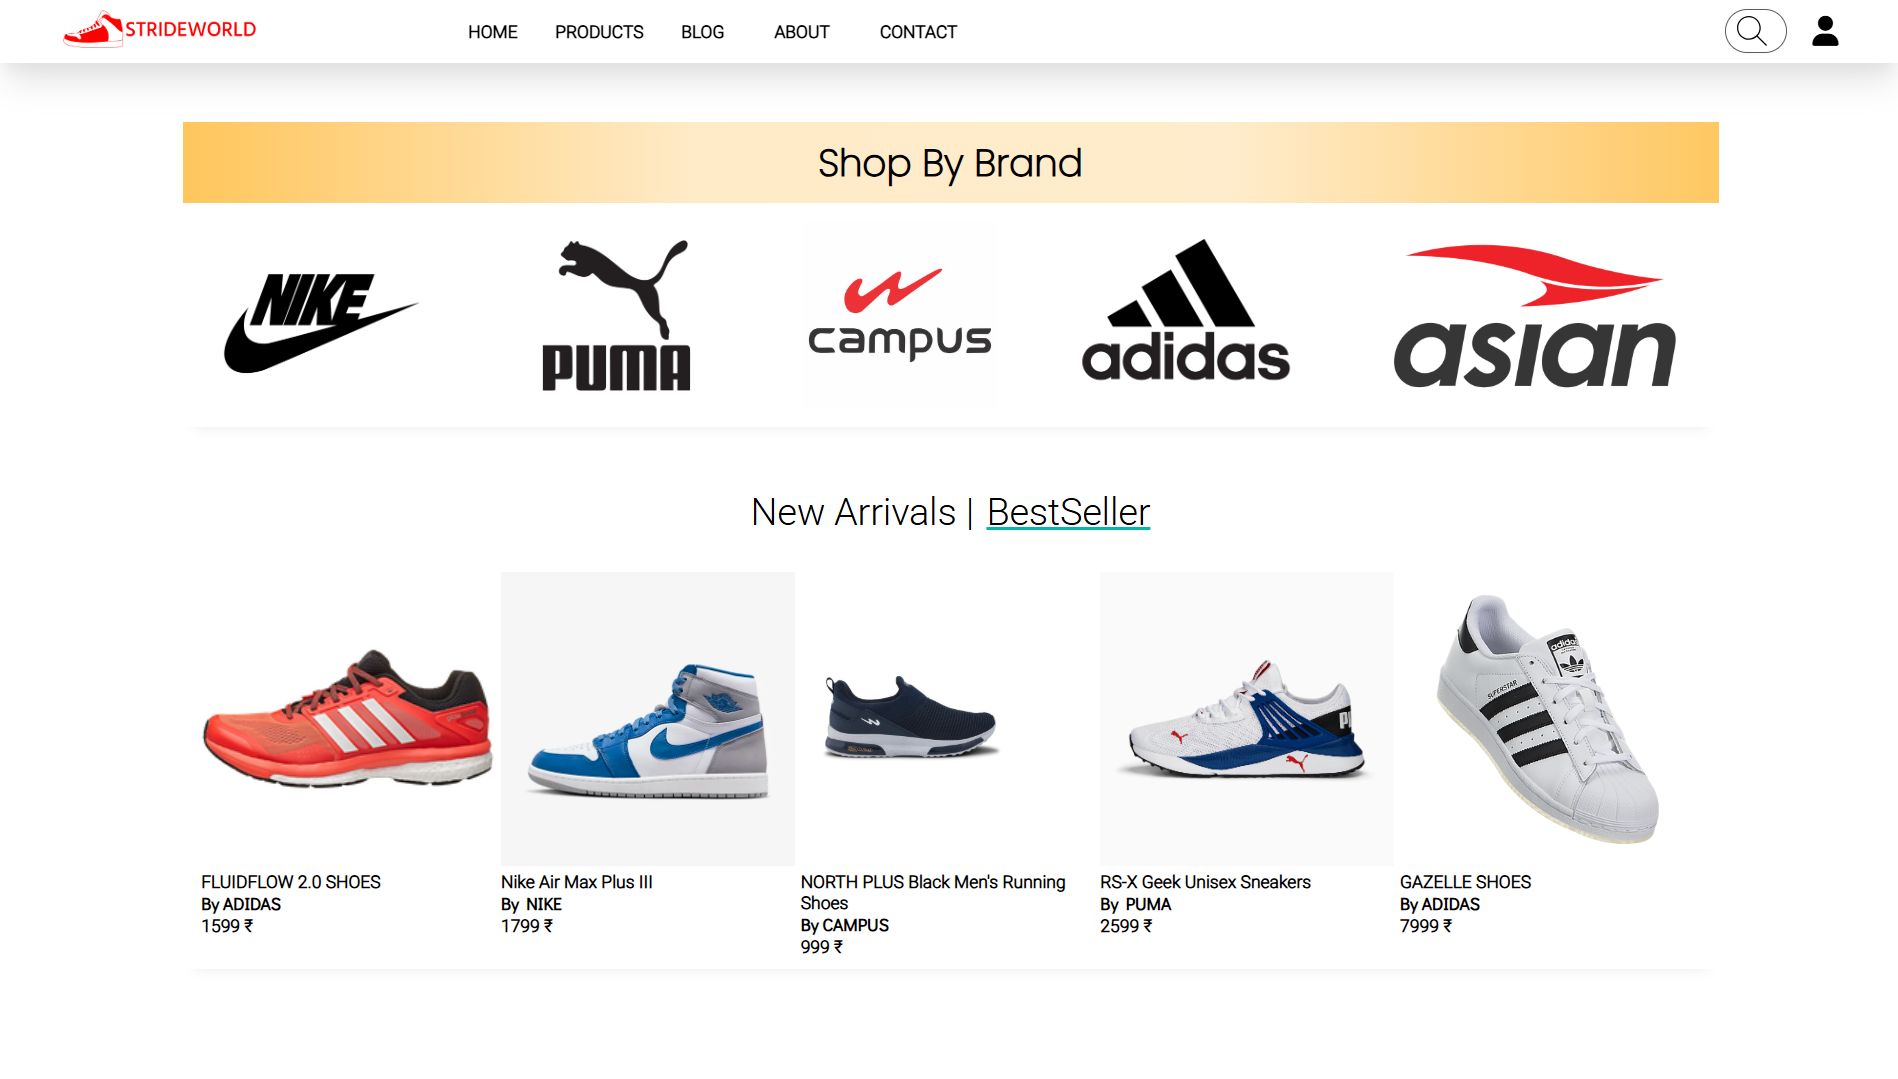 STRIDEWORLD
HOME PRODUCTS BLOG ABOUT CONTACT
Shop By Brand
NIKE
PUMA
campus
adidas
asian
New Arrivals | BestSeller
adidas
SUPERSTAR
FLUIDFLOW 2.0 SHOES
By ADIDAS
1599 ₹
Nike Air Max Plus III
By NIKE
1799 ₹
NORTH PLUS Black Men's Running
Shoes
By CAMPUS
999 ₹
RS-X Geek Unisex Sneakers
By PUMA
2599 ₹
GAZELLE SHOES
By ADIDAS
7999 ₹